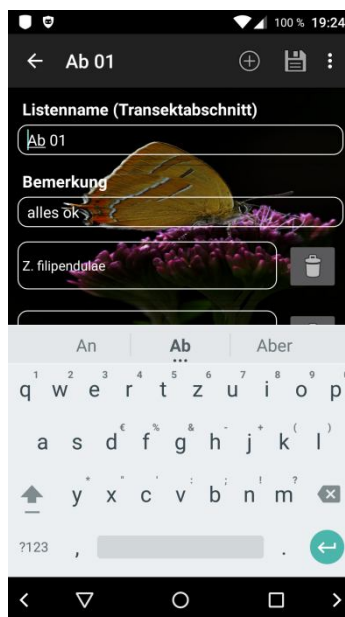 100 % 19:24
Ab 01
Listenname (Transektabschnitt)
Ab 01
Bemerkung
alles ok
Z. filipendulae
An Ab Aber
1 2 3 4 5 6 7 8 9 0
q w e r t z u i o p
€ % & - + ( )
a s d f g h j k l
* " ' : ; ! ?
y x c v b n m
?123 , .